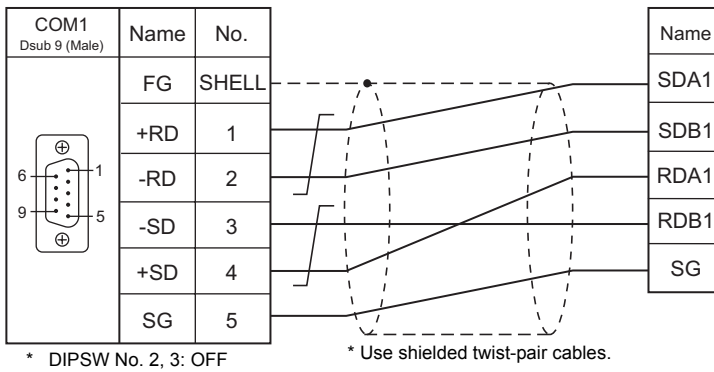 COM1
Dsub 9 (Male)
Name No.
Name
FG SHELL
SDA1
+RD 1
SDB1
6 1
-RD 2
RDA1
9 5
-SD 3
RDB1
+SD 4
SG
SG 5
* DIPSW No. 2, 3: OFF
* Use shielded twist-pair cables.